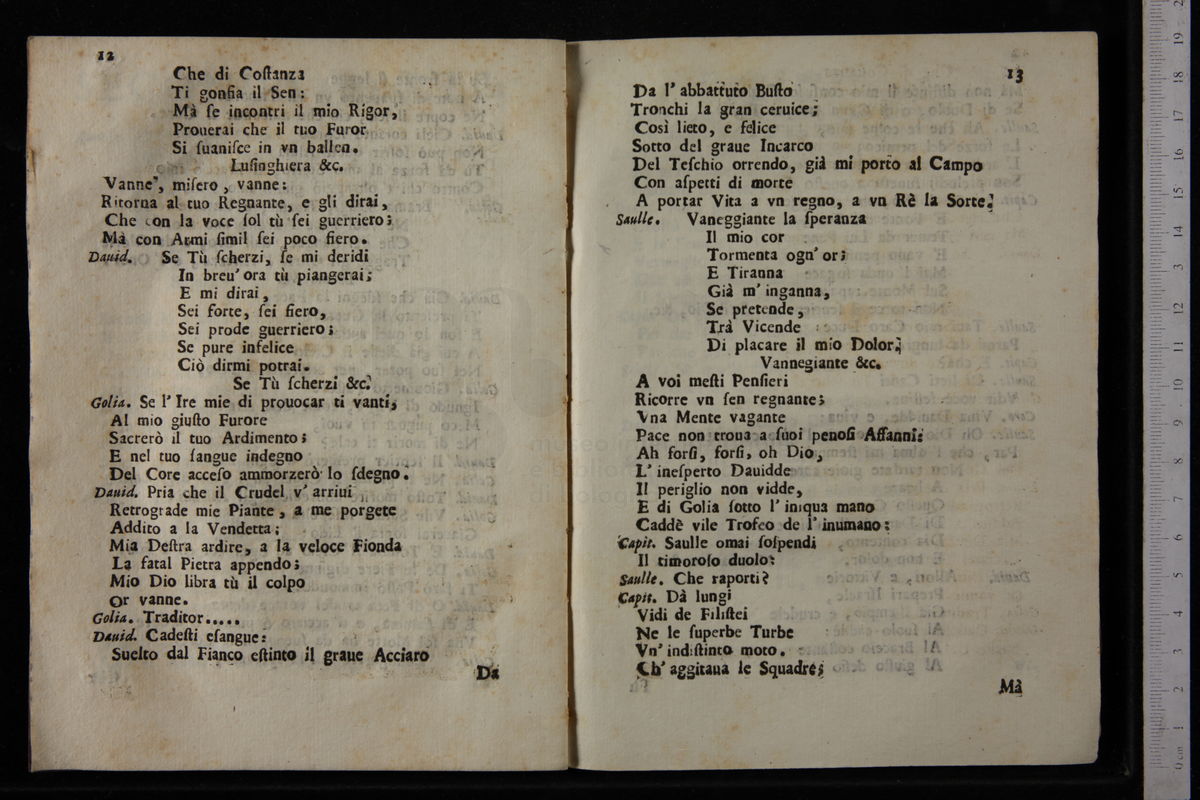 12
Che di Coſtanza
Ti gonfia il Sen:
Mà ſe incontri il mio Rigor,
Prouerai che il tuo Furor
Si ſuaniſce in vn ballen.
Luſinghiera &c.
Vanne, miſero, vanne:
Ritorna al tuo Regnante, e gli dirai,
Che con la voce ſol tù ſei guerriero;
Mà con Armi ſimil ſei poco fiero.
Dauid. Se Tù ſcherzi, ſe mi deridi
In breu' ora tù piangerai;
E mi dirai,
Sei forte, ſei fiero,
Sei prode guerriero;
Se pure infelice
Ciò dirmi potrai.
Se Tù ſcherzi &c.
Golia. Se l' Ire mie di prouocar ti vanti,
Al mio giuſto Furore
Sacrerò il tuo Ardimento;
E nel tuo ſangue indegno
Del Core acceſo ammorzerò lo ſdegno.
Dauid. Pria che il Crudel v' arriui
Retrograde mie Piante, a me porgete
Addito a la Vendetta;
Mia Deſtra ardire, a la veloce Fionda
La fatal Pietra appendo;
Mio Dio libra tù il colpo
Or vanne.
Golia. Traditor.....
Dauid. Cadeſti eſangue:
Suelto dal Fianco eſtinto il graue Acciaro
Da
13
Da l' abbattuto Buſto
Tronchi la gran ceruice;
Così lieto, e felice
Sotto del graue Incarco
Del Teſchio orrendo, già mi porto al Campo
Con aſpetti di morte
A portar Vita a vn regno, a vn Rè la Sorte.
Saulle. Vaneggiante la ſperanza
Il mio cor
Tormenta ogn' or;
E Tiranna
Già m' inganna,
Se pretende,
Trà Vicende
Di placare il mio Dolor.
Vannegiante &c.
A voi meſti Penſieri
Ricorre vn ſen regnante;
Vna Mente vagante
Pace non troua a ſuoi penoſi Affanni:
Ah forſi, forſi, oh Dio,
L' ineſperto Dauidde
Il periglio non vidde,
E di Golia ſotto l' iniqua mano
Caddè vile Trofeo de l' inumano:
Capit. Saulle omai ſoſpendi
Il timoroſo duolo:
Saulle. Che raporti?
Capit. Dà lungi
Vidi de Filiſtei
Ne le ſuperbe Turbe
Vn' indiſtinto moto.
Ch' aggitaua le Squadre;
Mà